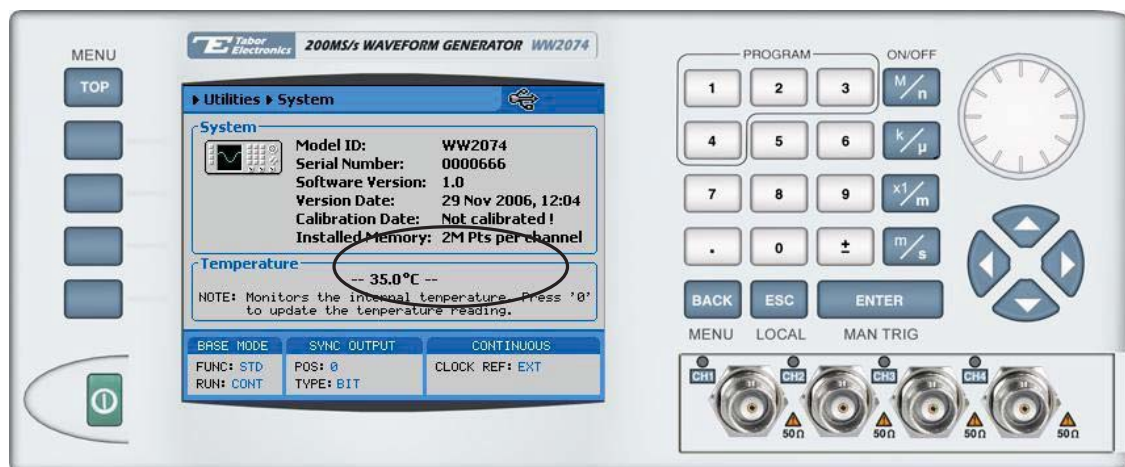 MENU
TOP
Tabor Electronics 200MS/s WAVEFORM GENERATOR WW2074
Utilities System
System
Model ID: WW2074
Serial Number: 0000666
Software Version: 1.0
Version Date: 29 Nov 2006, 12:04
Calibration Date: Not calibrated !
Installed Memory: 2M Pts per channel
Temperature
-- 35.0°C --
NOTE: Monitors the internal temperature. Press '0'
to update the temperature reading.
BASE MODE SYNC OUTPUT CONTINUOUS
FUNC: STD POS: 0 CLOCK REF: EXT
RUN: CONT TYPE: BIT
PROGRAM ON/OFF
1 2 3 M/n
4 5 6 k/µ
7 8 9 x1/m
. 0 ± m/s
BACK ESC ENTER
MENU LOCAL MAN TRIG
CH1 CH2 CH3 CH4
50Ω 50Ω 50Ω 50Ω